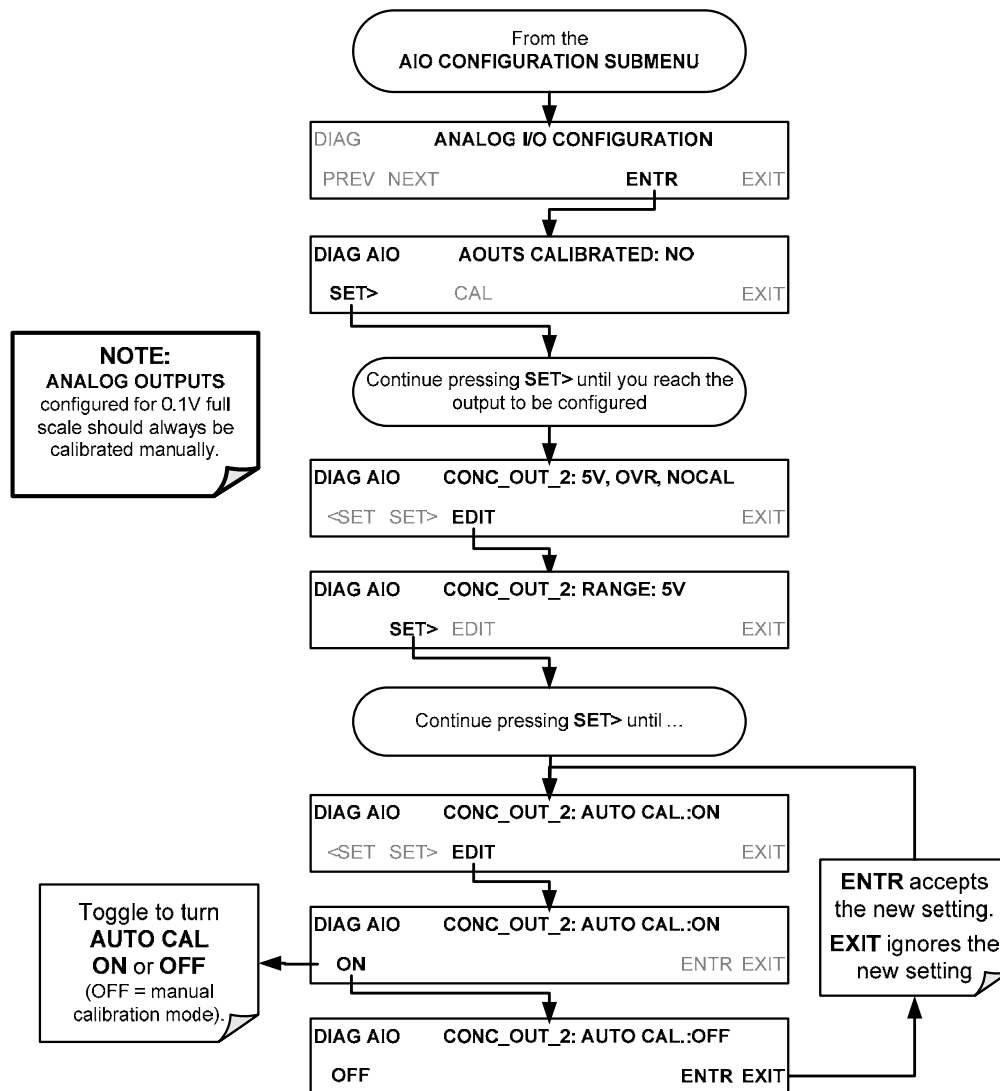 From the
AIO CONFIGURATION SUBMENU
DIAG ANALOG I/O CONFIGURATION
PREV NEXT ENTR EXIT
DIAG AIO AOUTS CALIBRATED: NO
SET> CAL EXIT
NOTE:
ANALOG OUTPUTS
configured for 0.1V full
scale should always be
calibrated manually.
Continue pressing SET> until you reach the
output to be configured
DIAG AIO CONC_OUT_2: 5V, OVR, NOCAL
<SET SET> EDIT EXIT
DIAG AIO CONC_OUT_2: RANGE: 5V
SET> EDIT EXIT
Continue pressing SET> until ...
DIAG AIO CONC_OUT_2: AUTO CAL.:ON
<SET SET> EDIT EXIT
ENTR accepts
the new setting.
EXIT ignores the
new setting
Toggle to turn
AUTO CAL
ON or OFF
(OFF = manual
calibration mode).
DIAG AIO CONC_OUT_2: AUTO CAL.:ON
ON ENTR EXIT
DIAG AIO CONC_OUT_2: AUTO CAL.:OFF
OFF ENTR EXIT